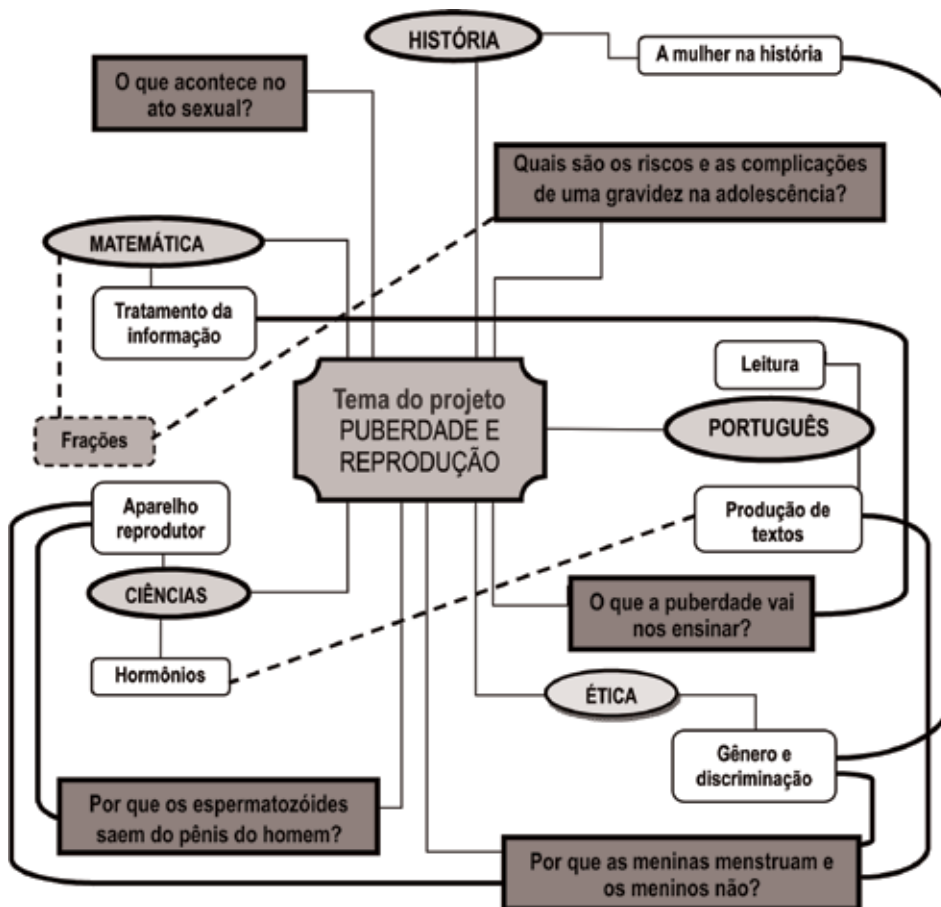 HISTÓRIA
A mulher na história
O que acontece no
ato sexual?
Quais são os riscos e as complicações
de uma gravidez na adolescência?
MATEMÁTICA
Tratamento da
informação
Leitura
Tema do projeto
PUBERDADE E
REPRODUÇÃO
PORTUGUÊS
Frações
Aparelho
reprodutor
Produção de
textos
CIÊNCIAS
O que a puberdade vai
nos ensinar?
Hormônios
ÉTICA
Gênero e
discriminação
Por que os espermatozóides
saem do pênis do homem?
Por que as meninas menstruam e
os meninos não?